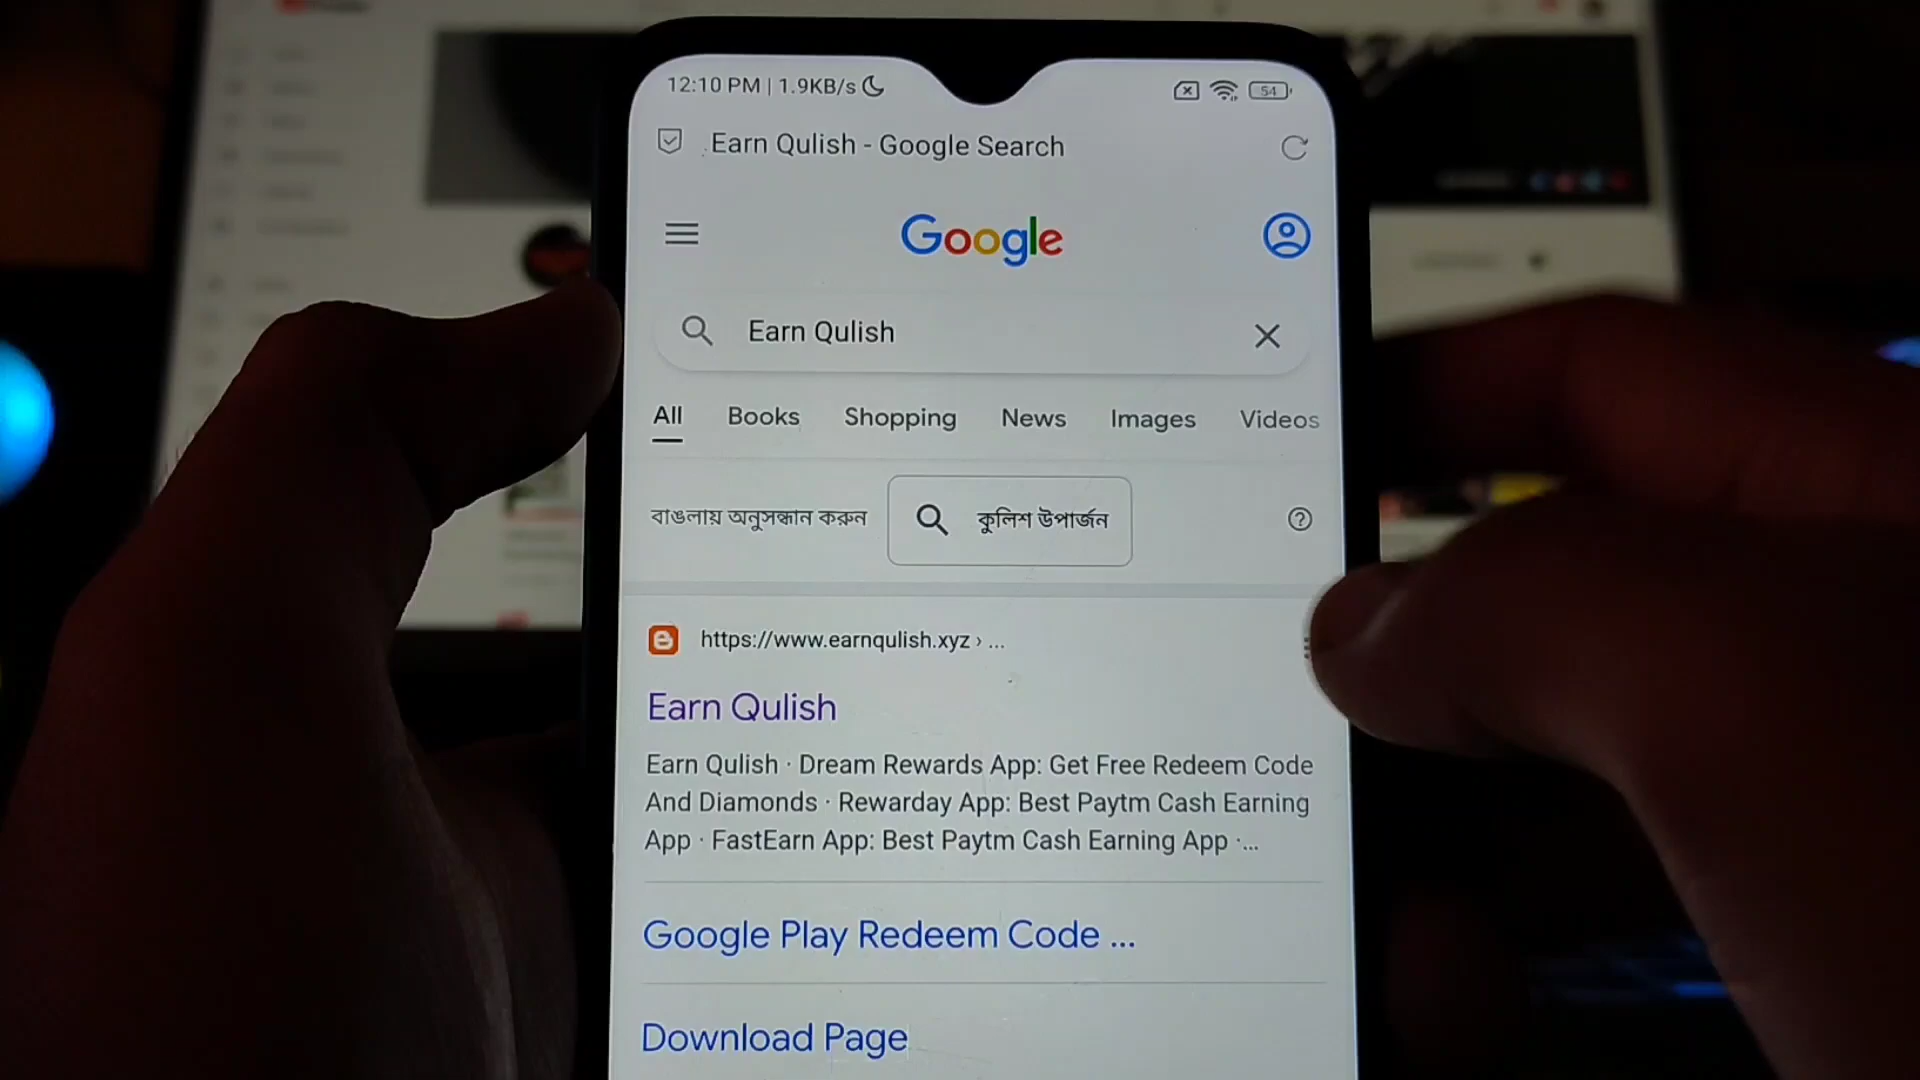 12:10 PM | 1.9KB/s
54
Earn Qulish - Google Search
Google
Earn Qulish
All Books Shopping News Images Videos
বাঙলায় অনুসন্ধান করুন কুলিশ উপার্জন
https://www.earnqulish.xyz › ...
Earn Qulish
Earn Qulish · Dream Rewards App: Get Free Redeem Code
And Diamonds · Rewarday App: Best Paytm Cash Earning
App · FastEarn App: Best Paytm Cash Earning App ·...
Google Play Redeem Code ...
Download Page